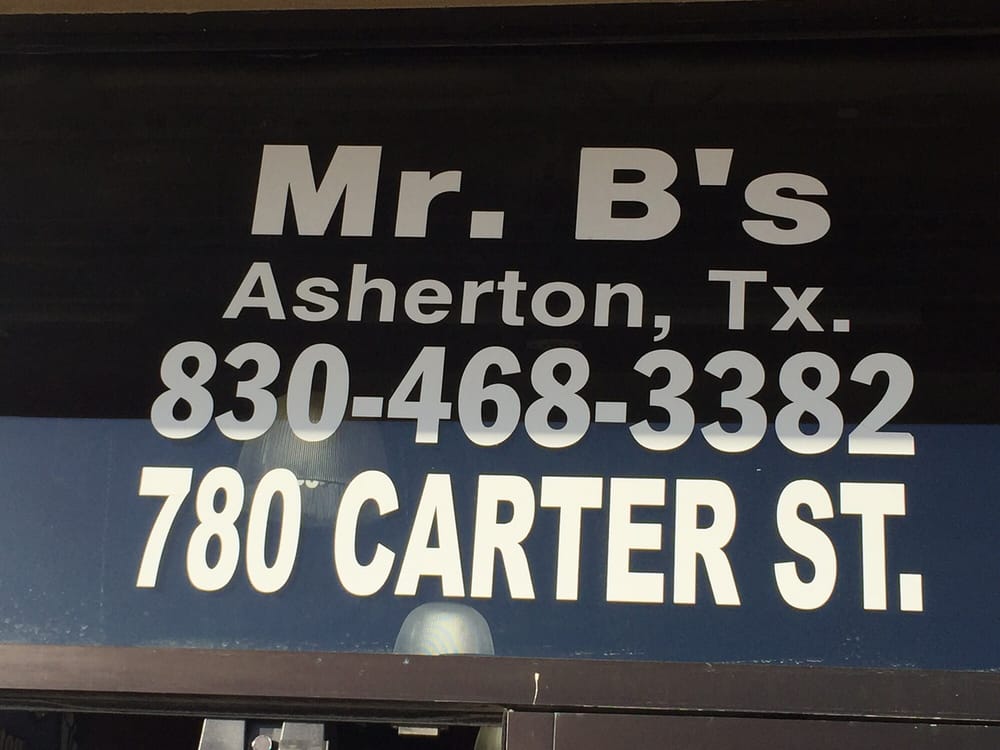 Mr. B's
Asherton, Tx.
830-468-3382
780 CARTER ST.